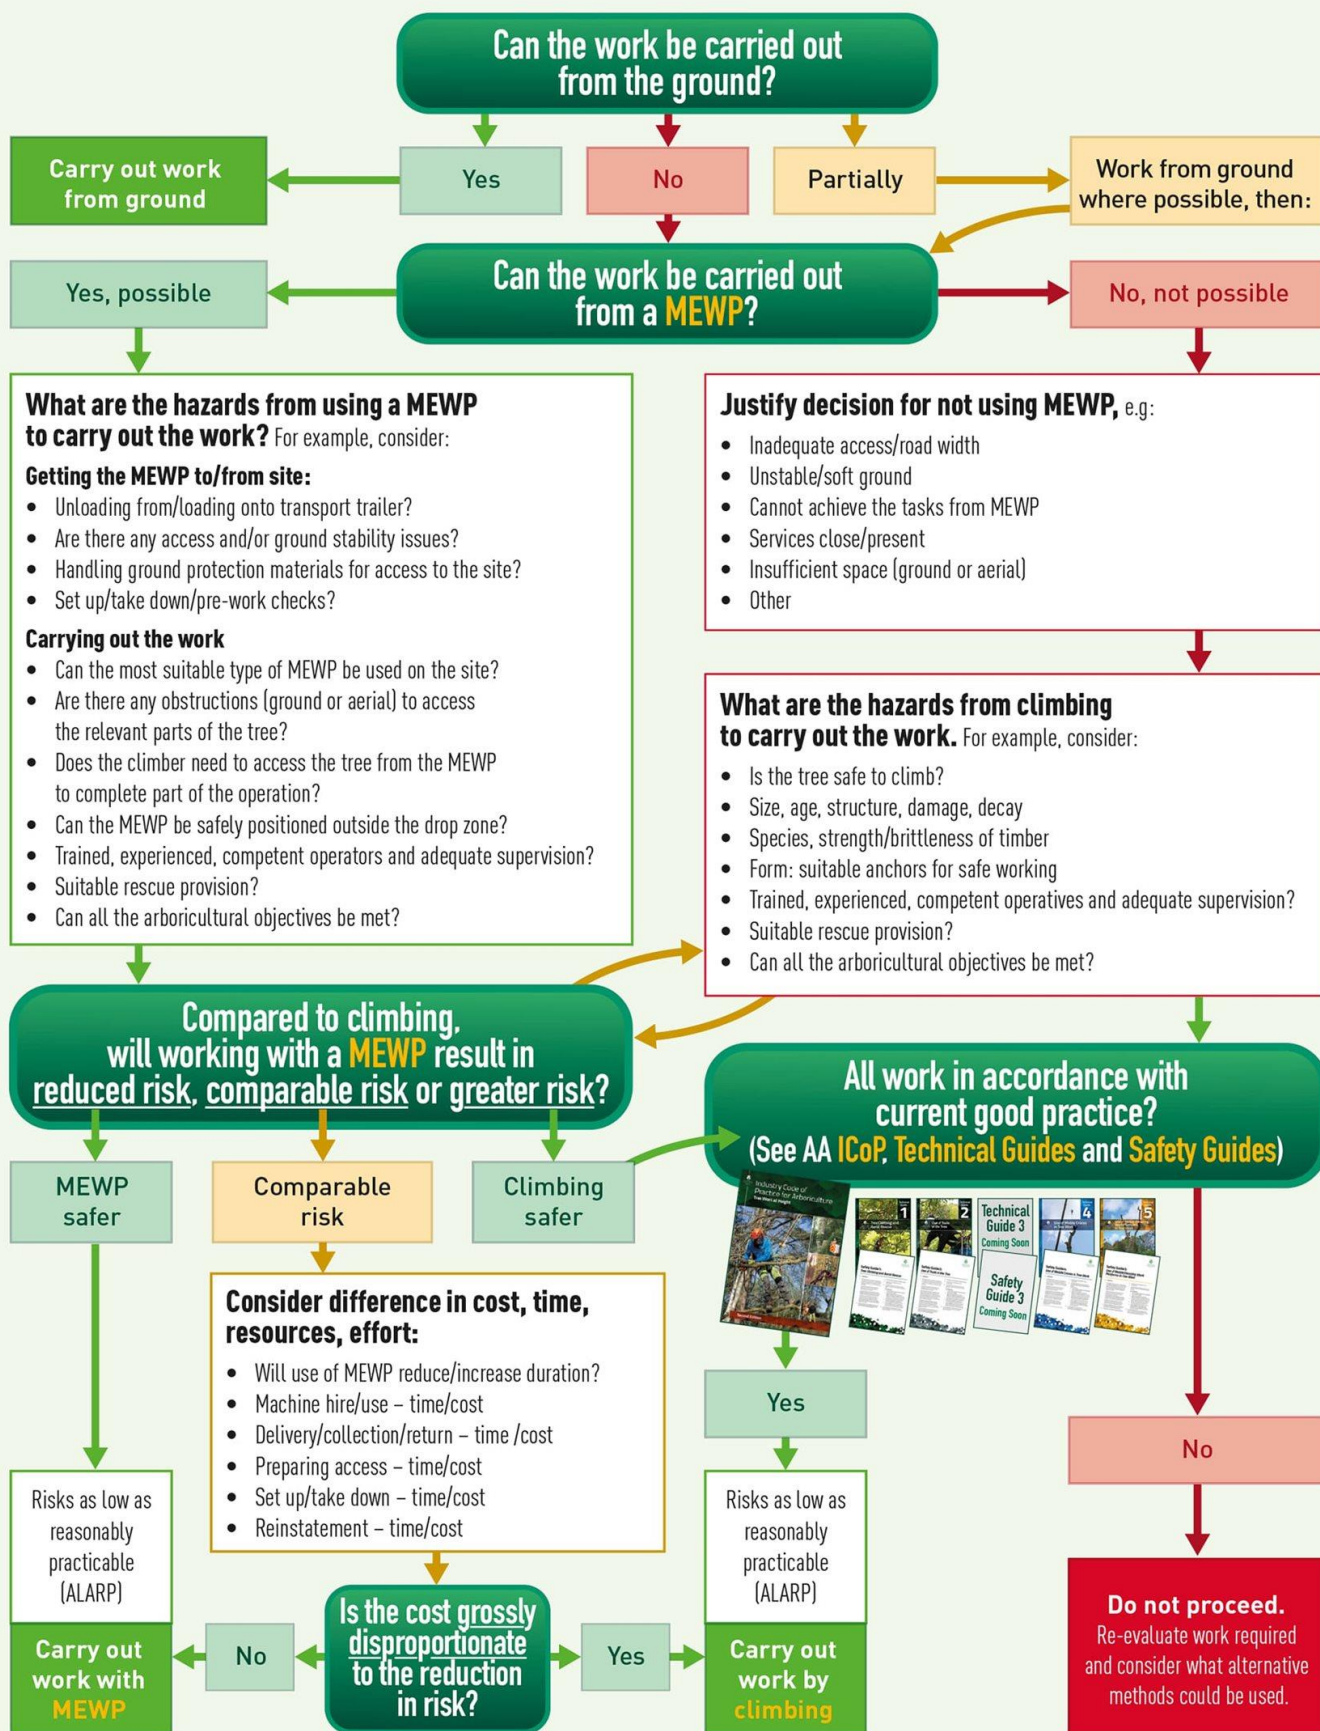 Can the work be carried out
from the ground?
Carry out work
from ground
Yes
No
Partially
Work from ground
where possible, then:
Yes, possible
Can the work be carried out
from a MEWP?
No, not possible
What are the hazards from using a MEWP
to carry out the work? For example, consider:
Getting the MEWP to/from site:
• Unloading from/loading onto transport trailer?
• Are there any access and/or ground stability issues?
• Handling ground protection materials for access to the site?
• Set up/take down/pre-work checks?
Carrying out the work
• Can the most suitable type of MEWP be used on the site?
• Are there any obstructions (ground or aerial) to access
the relevant parts of the tree?
• Does the climber need to access the tree from the MEWP
to complete part of the operation?
• Can the MEWP be safely positioned outside the drop zone?
• Trained, experienced, competent operators and adequate supervision?
• Suitable rescue provision?
• Can all the arboricultural objectives be met?
Justify decision for not using MEWP, e.g:
• Inadequate access/road width
• Unstable/soft ground
• Cannot achieve the tasks from MEWP
• Services close/present
• Insufficient space (ground or aerial)
• Other
What are the hazards from climbing
to carry out the work. For example, consider:
• Is the tree safe to climb?
• Size, age, structure, damage, decay
• Species, strength/brittleness of timber
• Form: suitable anchors for safe working
• Trained, experienced, competent operatives and adequate supervision?
• Suitable rescue provision?
• Can all the arboricultural objectives be met?
Compared to climbing,
will working with a MEWP result in
reduced risk, comparable risk or greater risk?
All work in accordance with
current good practice?
(See AA ICoP, Technical Guides and Safety Guides)
MEWP
safer
Comparable
risk
Climbing
safer
Industry Code of
Practice for Arboriculture
1
2
Technical
Guide 3
Coming Soon
4
5
Safety
Guide 3
Coming Soon
Consider difference in cost, time,
resources, effort:
• Will use of MEWP reduce/increase duration?
• Machine hire/use – time/cost
• Delivery/collection/return – time /cost
• Preparing access – time/cost
• Set up/take down – time/cost
• Reinstatement – time/cost
Yes
No
Risks as low as
reasonably
practicable
(ALARP)
Carry out
work with
MEWP
No
Is the cost grossly
disproportionate
to the reduction
in risk?
Yes
Risks as low as
reasonably
practicable
(ALARP)
Carry out
work by
climbing
Do not proceed.
Re-evaluate work required
and consider what alternative
methods could be used.